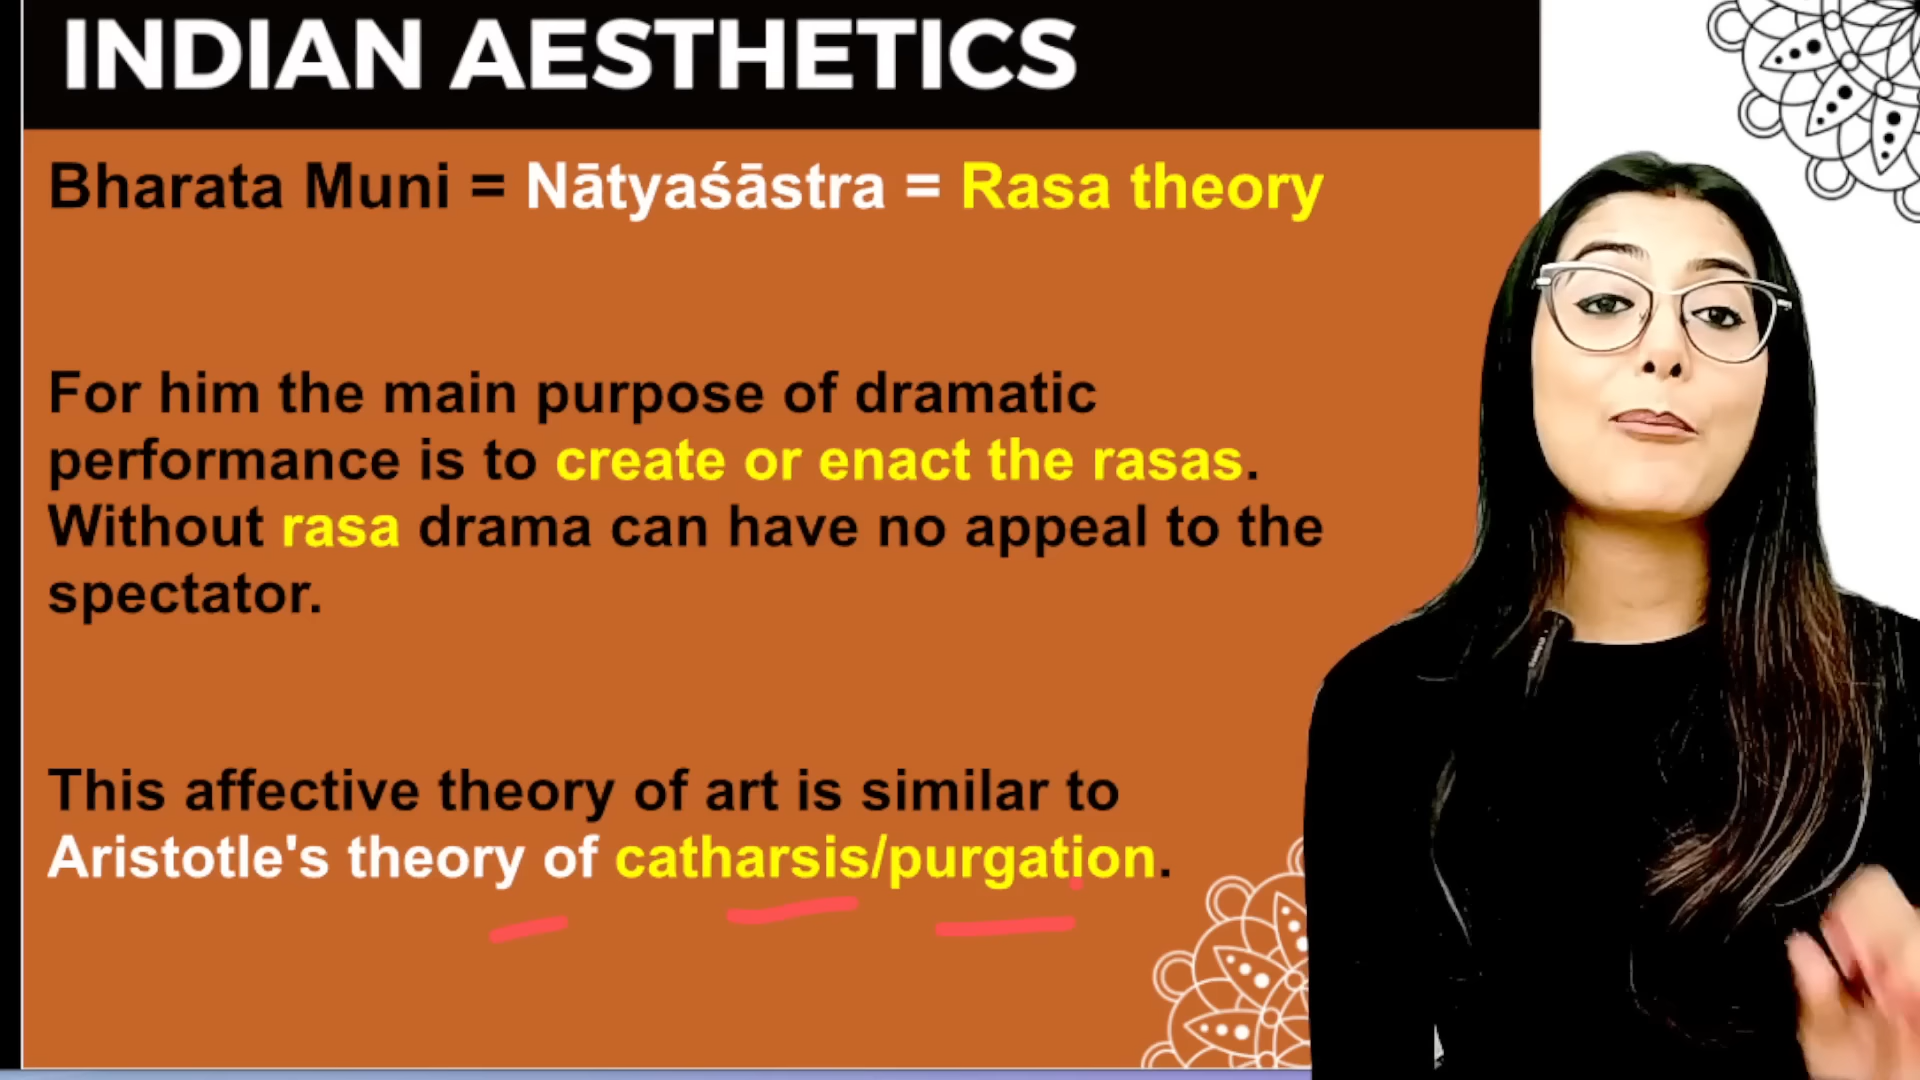 INDIAN AESTHETICS
Bharata Muni = Nātyaśāstra = Rasa theory
For him the main purpose of dramatic
performance is to create or enact the rasas.
Without rasa drama can have no appeal to the
spectator.
This affective theory of art is similar to
Aristotle's theory of catharsis/purgation.